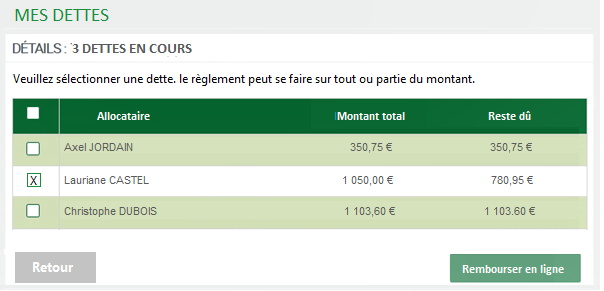 MES DETTES
DÉTAILS : 3 DETTES EN COURS
Veuillez sélectionner une dette. le règlement peut se faire sur tout ou partie du montant.
Allocataire Montant total Reste dû
Axel JORDAIN 350,75 € 350,75 €
X Lauriane CASTEL 1 050,00 € 780,95 €
Christophe DUBOIS 1 103,60 € 1 103.60 €
Retour Rembourser en ligne